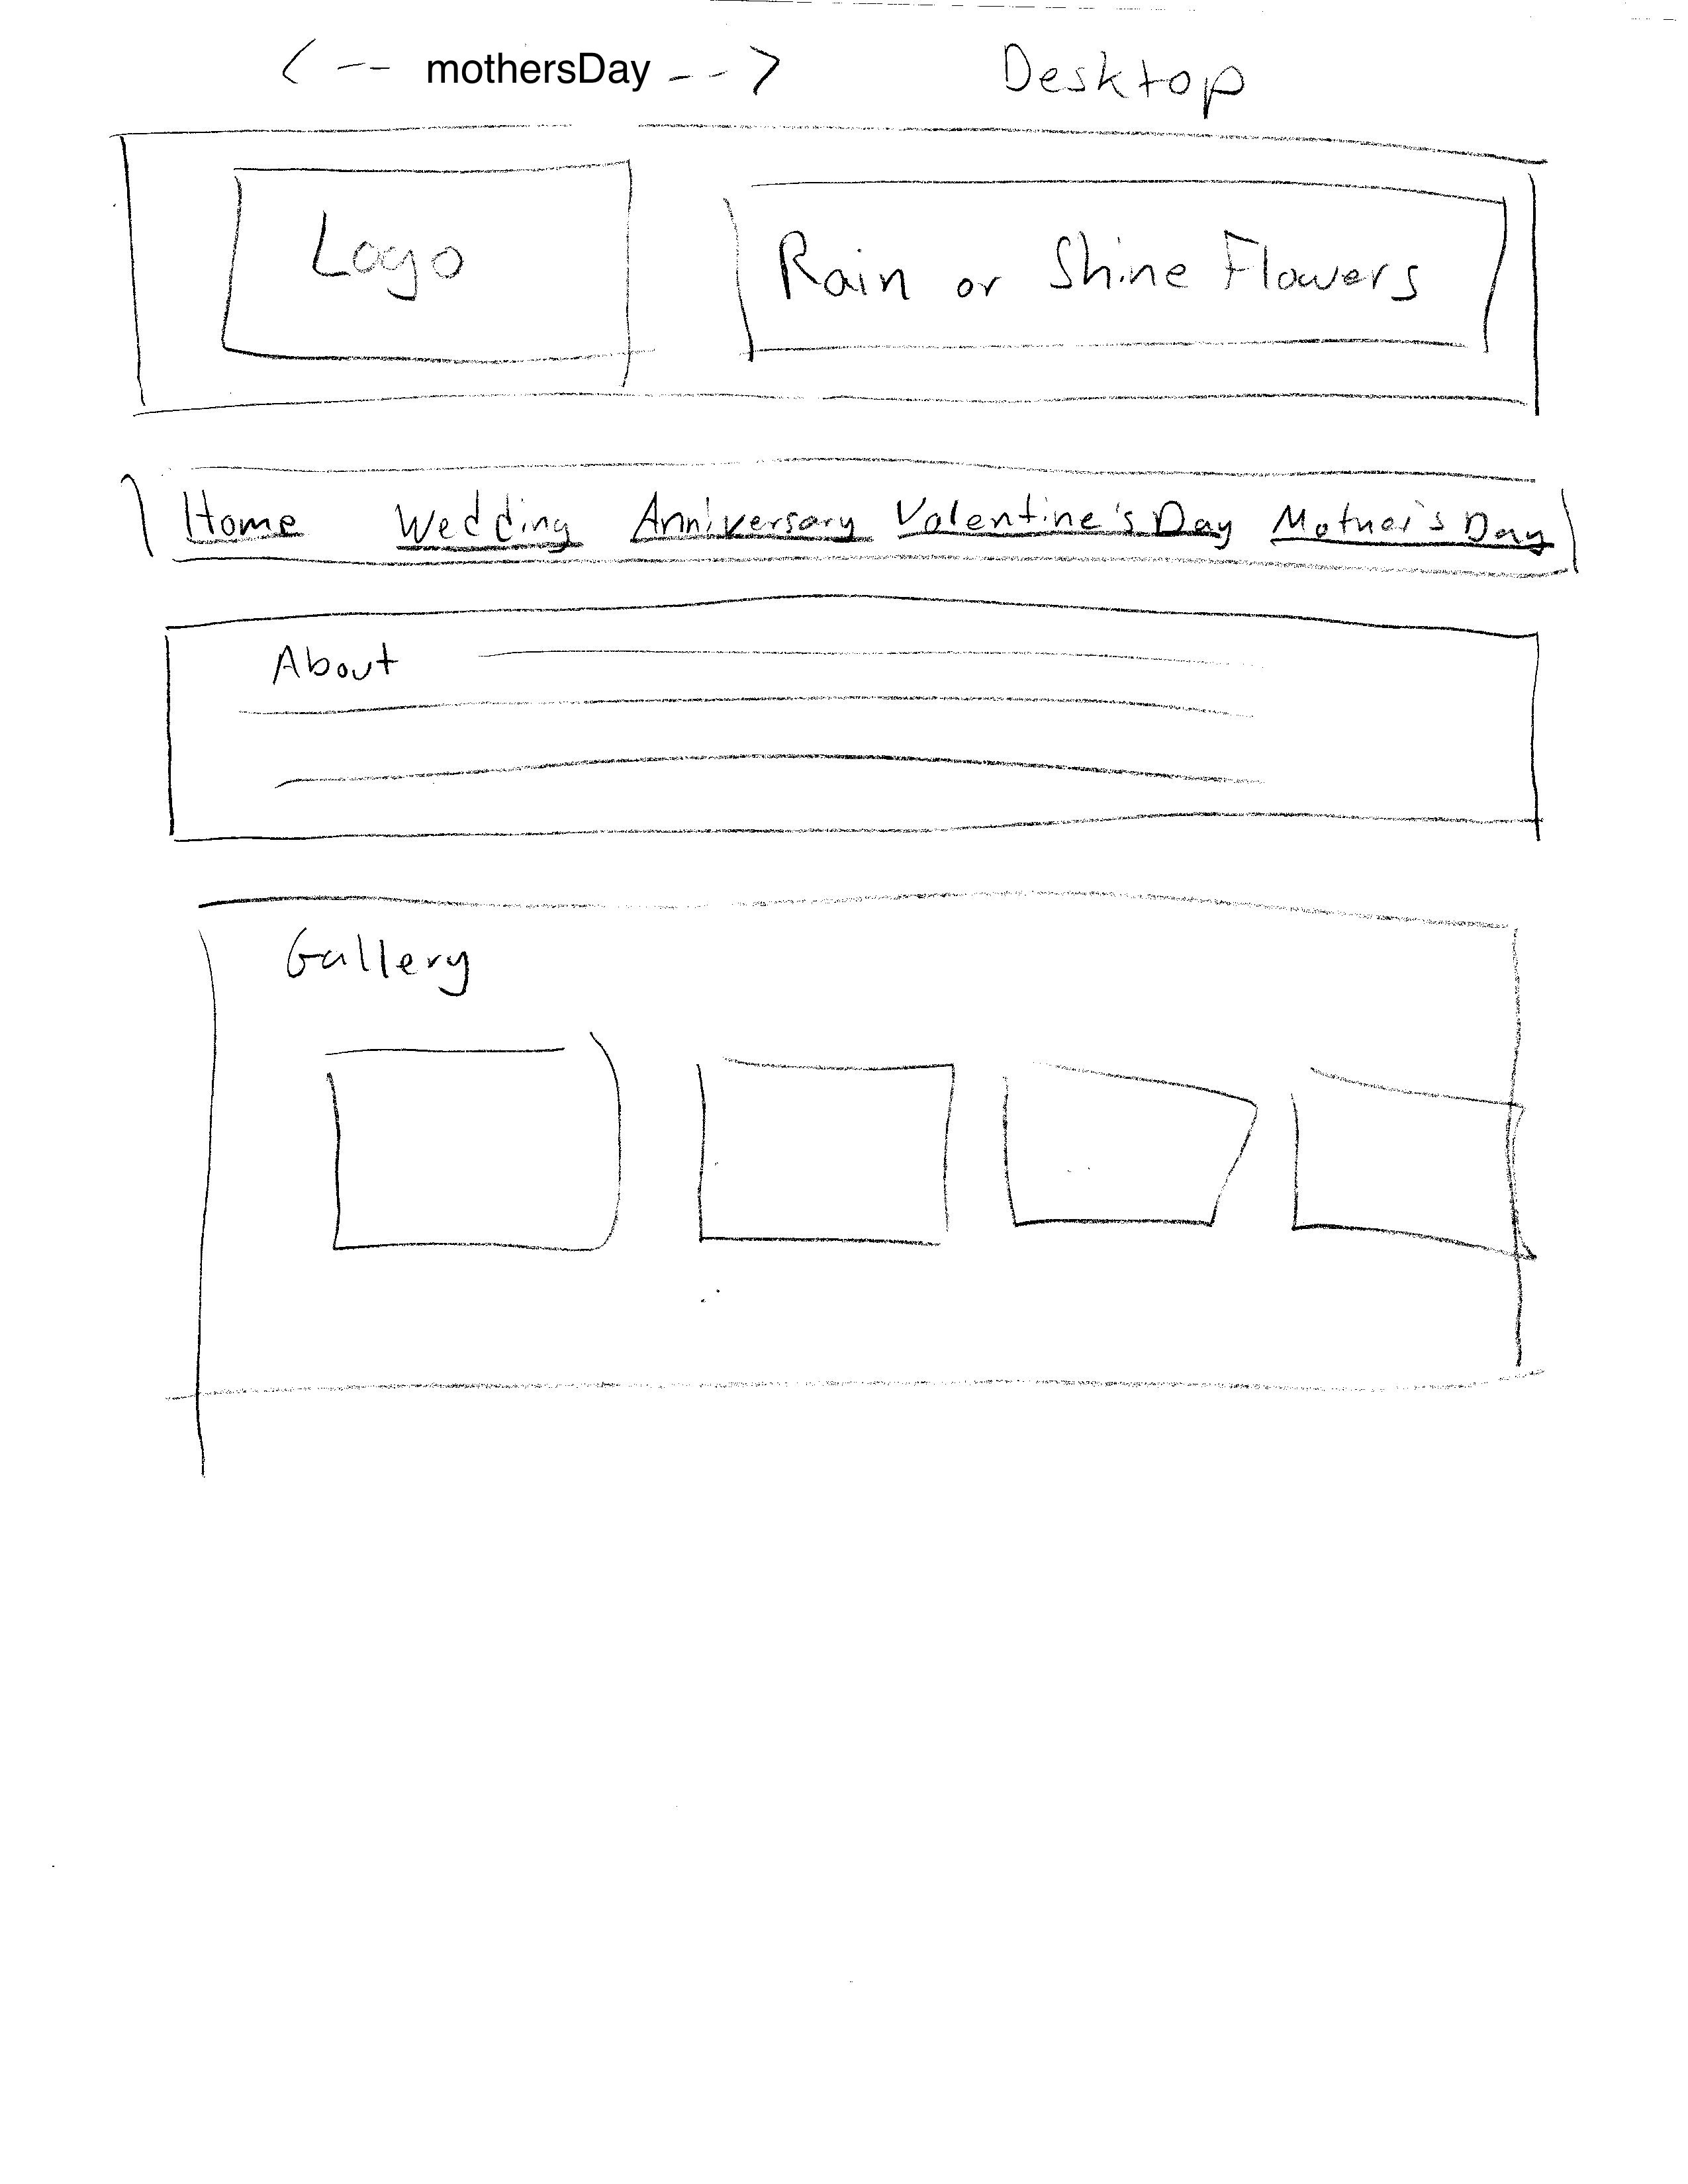 <-- mothersDay --> Desktop
Logo
Rain or Shine Flowers
Home Wedding Anniversary Valentine's Day Mother's Day
About
Gallery